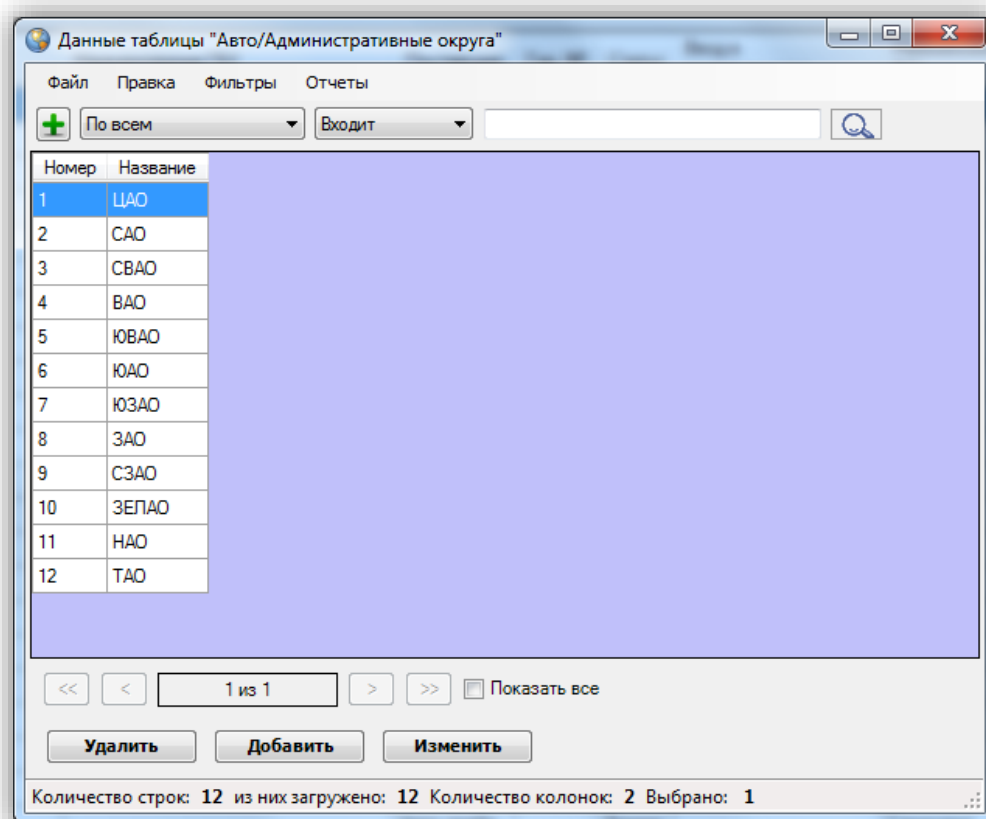 Данные таблицы "Авто/Административные округа"
Файл Правка Фильтры Отчеты
По всем Входит
Номер Название
1 ЦАО
2 САО
3 СВАО
4 ВАО
5 ЮВАО
6 ЮАО
7 ЮЗАО
8 ЗАО
9 СЗАО
10 ЗЕЛАО
11 НАО
12 ТАО
<< < 1 из 1 > >> Показать все
Удалить Добавить Изменить
Количество строк: 12 из них загружено: 12 Количество колонок: 2 Выбрано: 1